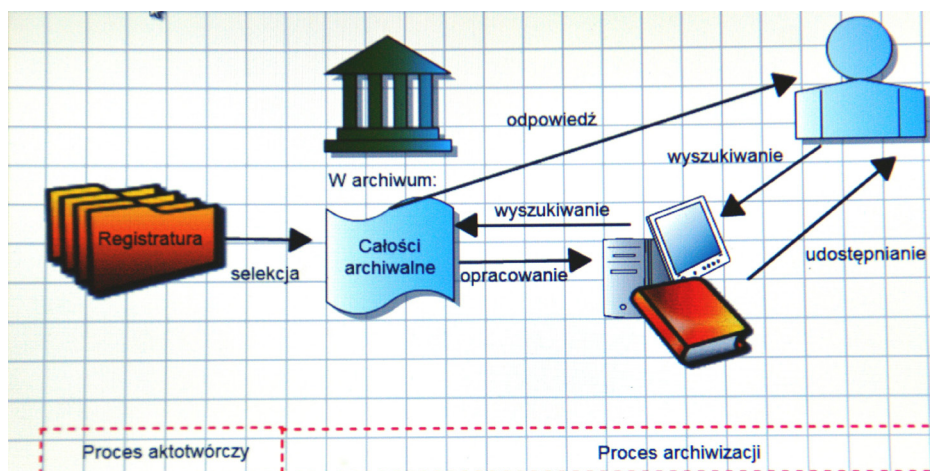 odpowiedź
wyszukiwanie
W archiwum:
wyszukiwanie
Registratura
Całości
archiwalne
udostępnianie
selekcja
opracowanie
Proces aktotwórczy
Proces archiwizacji